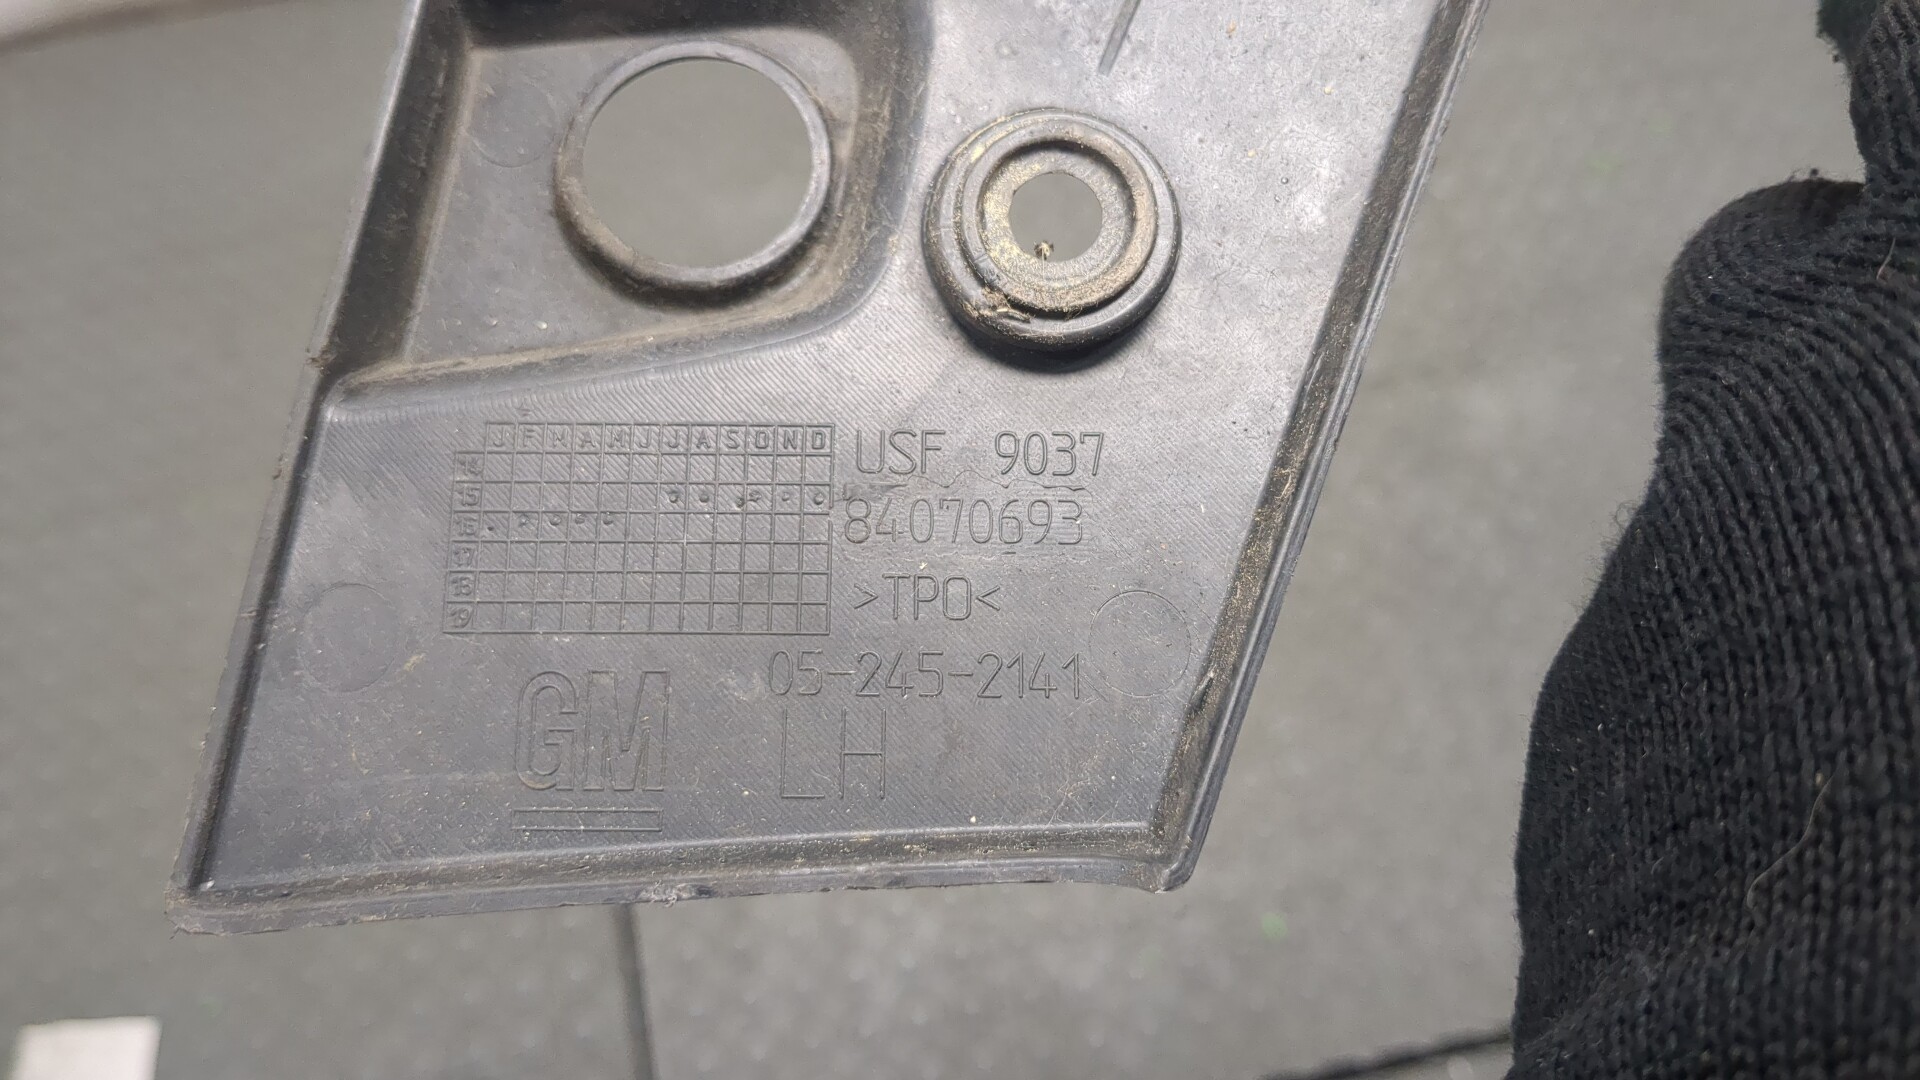 J F M A M J J A S O N D
14
15
16
17
18
19
USF 9037
84070693
>TPO<
05-245-2141
GM
LH